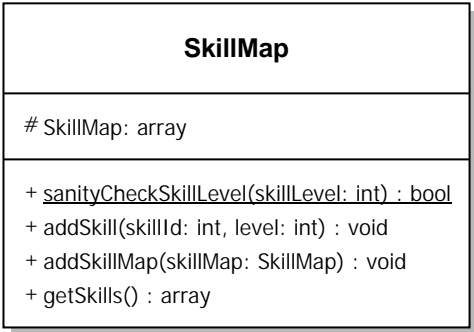 SkillMap
# SkillMap: array
+ sanityCheckSkillLevel(skillLevel: int) : bool
+ addSkill(skillId: int, level: int) : void
+ addSkillMap(skillMap: SkillMap) : void
+ getSkills() : array